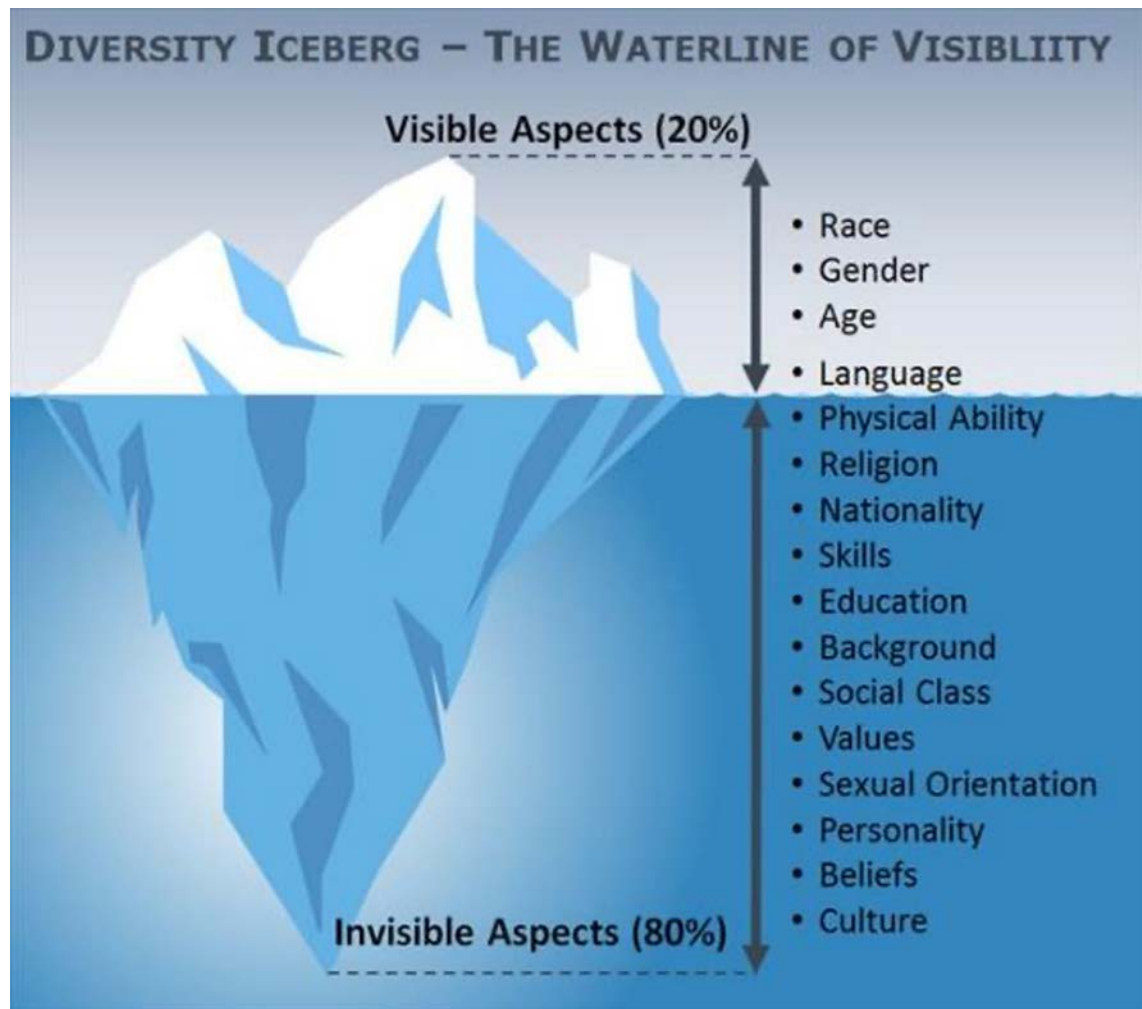 DIVERSITY ICEBERG – THE WATERLINE OF VISIBLIITY
Visible Aspects (20%)
• Race
• Gender
• Age
• Language
• Physical Ability
• Religion
• Nationality
• Skills
• Education
• Background
• Social Class
• Values
• Sexual Orientation
• Personality
• Beliefs
• Culture
Invisible Aspects (80%)